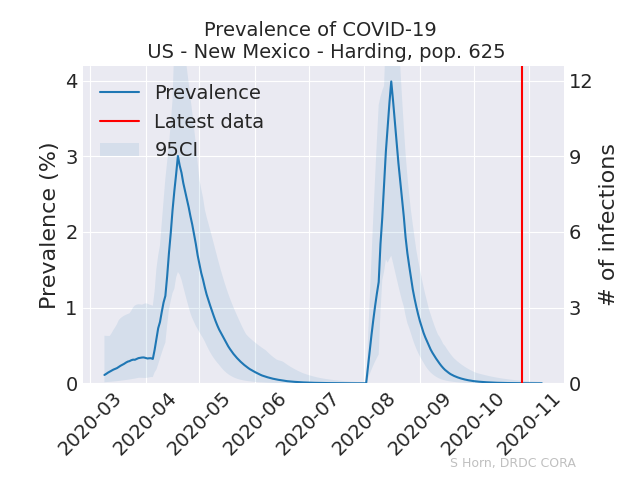 Prevalence of COVID-19
US - New Mexico - Harding, pop. 625
Prevalence
Latest data
95CI
Prevalence (%)
4
3
2
1
0
12
9
6
3
0
# of infections
2020-03
2020-04
2020-05
2020-06
2020-07
2020-08
2020-09
2020-10
2020-11
S Horn, DRDC CORA